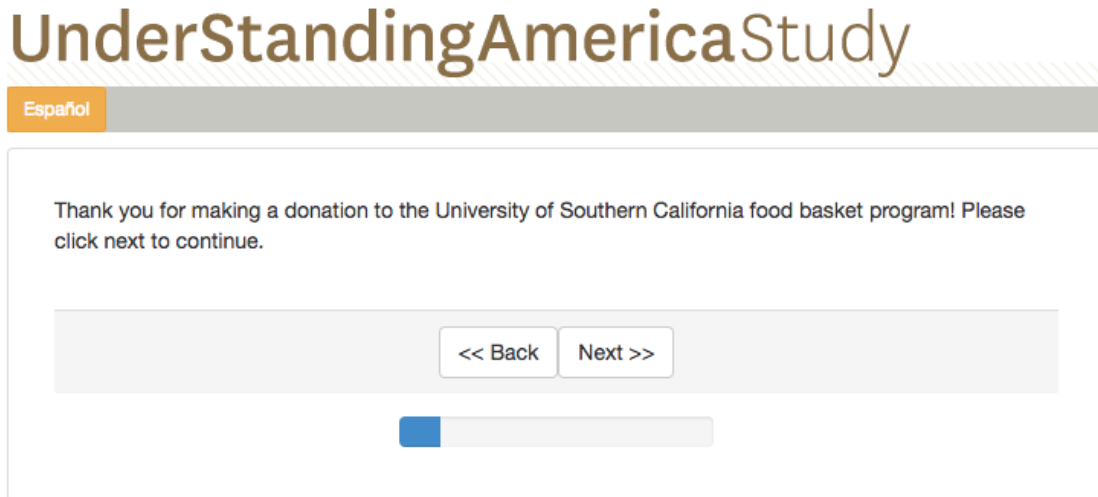 UnderStandingAmericaStudy
Español
Thank you for making a donation to the University of Southern California food basket program! Please
click next to continue.
<< Back Next >>